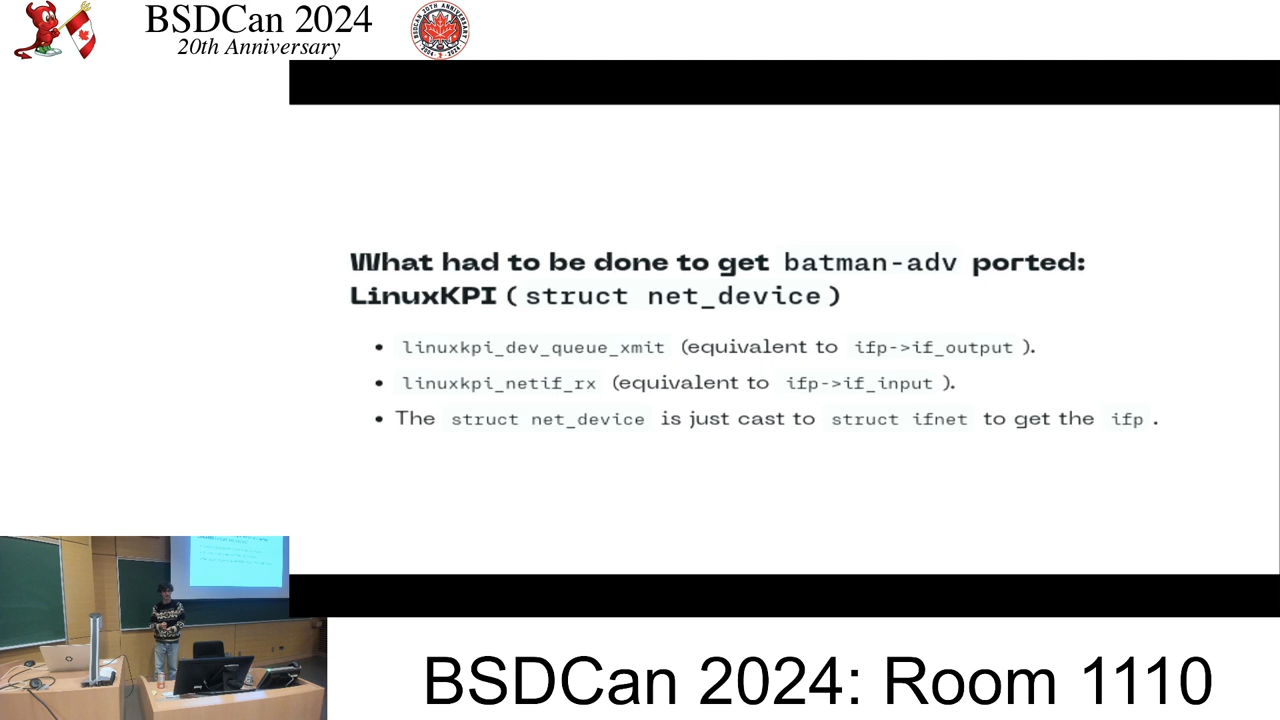 BSDCan 2024
20th Anniversary
What had to be done to get batman-adv ported:
LinuxKPI (struct net_device)
• linuxkpi_dev_queue_xmit (equivalent to ifp->if_output ).
• linuxkpi_netif_rx (equivalent to ifp->if_input ).
• The struct net_device is just cast to struct ifnet to get the ifp .
BSDCan 2024: Room 1110